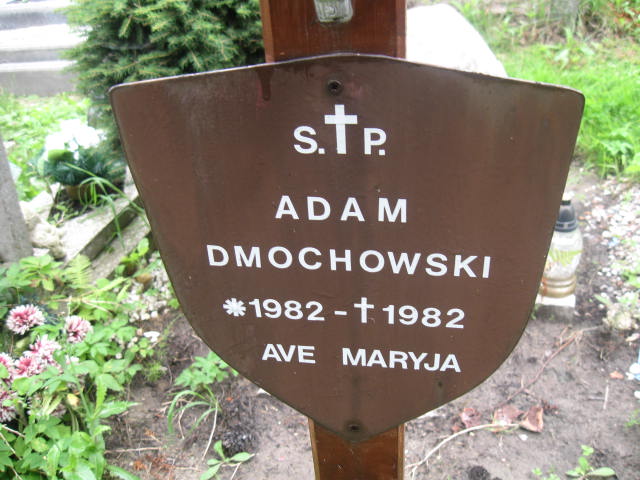 S.†P.
ADAM
DMOCHOWSKI
*1982-†1982
AVE MARYJA